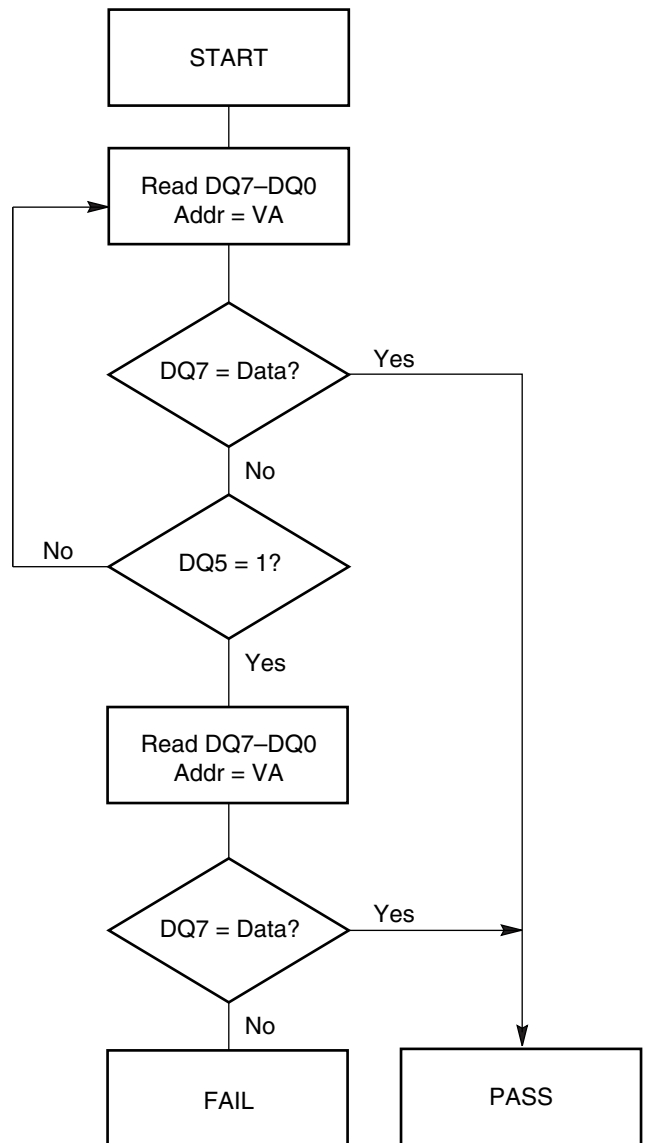 START
Read DQ7–DQ0
Addr = VA
DQ7 = Data?
Yes
No
No
DQ5 = 1?
Yes
Read DQ7–DQ0
Addr = VA
DQ7 = Data?
Yes
No
FAIL
PASS